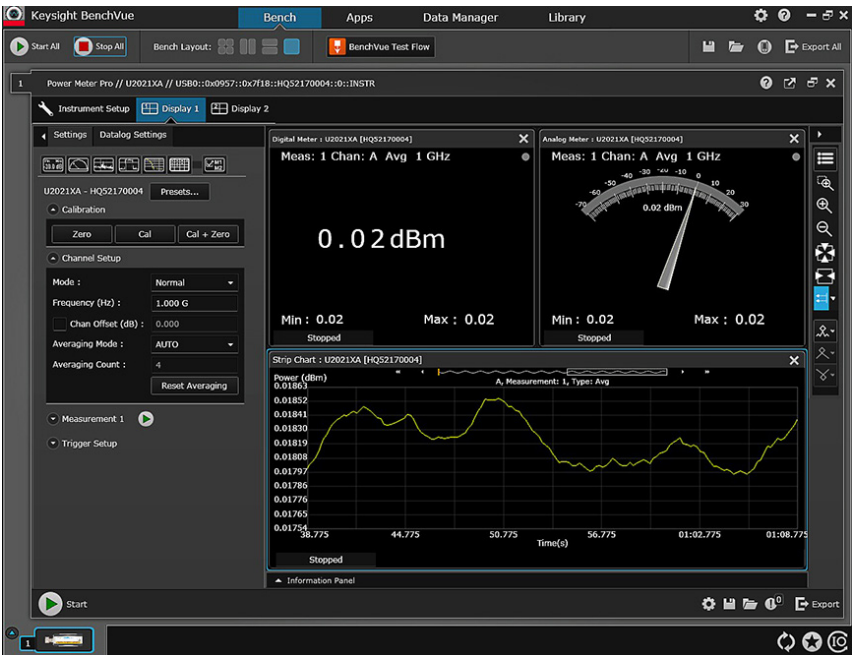 Keysight BenchVue
Bench Apps Data Manager Library
Start All Stop All Bench Layout: BenchVue Test Flow Export All
1 Power Meter Pro // U2021XA // USB0::0x0957::0x7f18::HQ52170004::0::INSTR
Instrument Setup Display 1 Display 2
Settings Datalog Settings
U2021XA - HQ52170004 Presets...
Calibration
Zero Cal Cal + Zero
Channel Setup
Mode : Normal
Frequency (Hz) : 1.000 G
Chan Offset (dB) : 0.000
Averaging Mode : AUTO
Averaging Count : 4
Reset Averaging
Measurement 1
Trigger Setup
Digital Meter : U2021XA [HQ52170004]
Meas: 1 Chan: A Avg 1 GHz
0.02dBm
Min : 0.02 Max : 0.02
Stopped
Analog Meter : U2021XA [HQ52170004]
Meas: 1 Chan: A Avg 1 GHz
-70 -60 -50 -40 -30 -20 -10 0 10 20 30
0.02 dBm
Min : 0.02 Max : 0.02
Stopped
Strip Chart : U2021XA [HQ52170004]
Power (dBm)
A, Measurement: 1, Type: Avg
0.01863
0.01852
0.01841
0.01830
0.01819
0.01808
0.01797
0.01786
0.01776
0.01765
0.01754
38.775 44.775 50.775 56.775 01:02.775 01:08.775
Time(s)
Stopped
Information Panel
Start Export
1